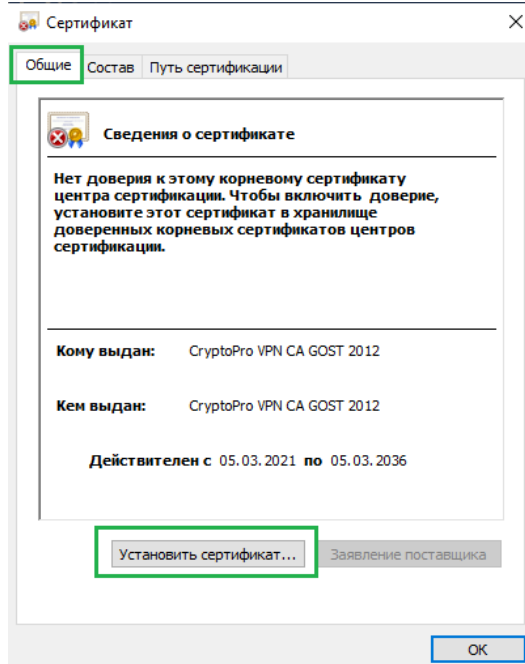 Сертификат
Общие Состав Путь сертификации
Сведения о сертификате
Нет доверия к этому корневому сертификату
центра сертификации. Чтобы включить доверие,
установите этот сертификат в хранилище
доверенных корневых сертификатов центров
сертификации.
Кому выдан: CryptoPro VPN CA GOST 2012
Кем выдан: CryptoPro VPN CA GOST 2012
Действителен с 05.03.2021 по 05.03.2036
Установить сертификат... Заявление поставщика
ОК